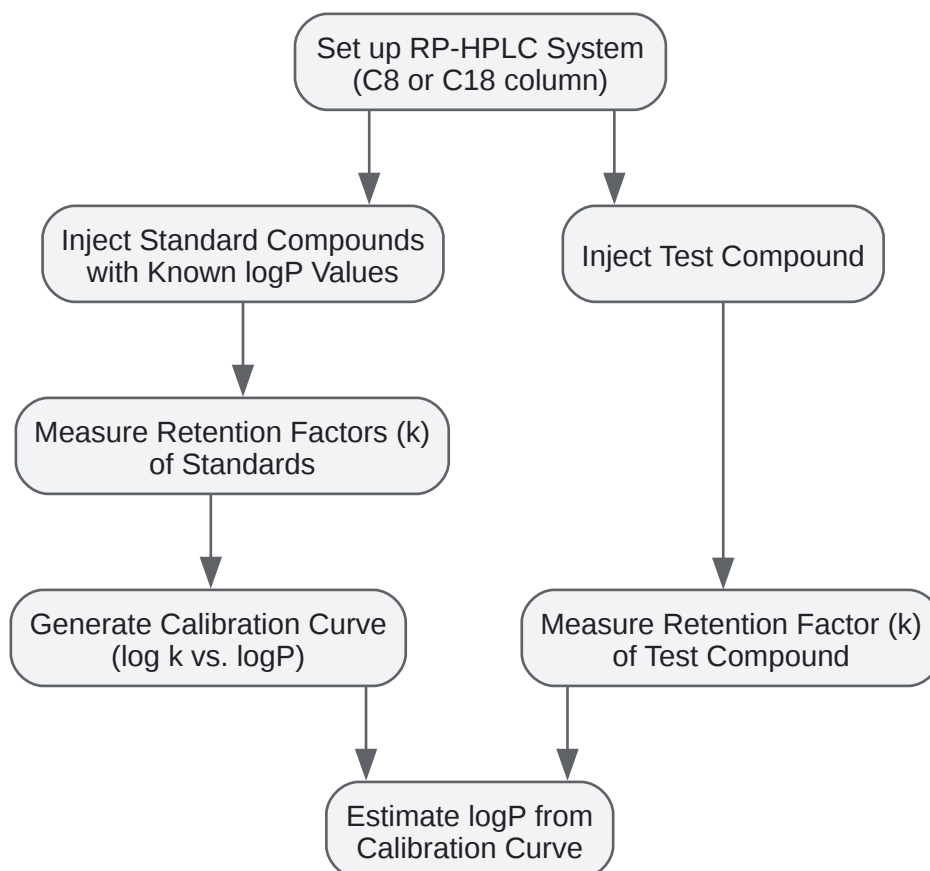 Set up RP-HPLC System
(C8 or C18 column)
Inject Standard Compounds
with Known logP Values
Inject Test Compound
Measure Retention Factors (k)
of Standards
Generate Calibration Curve
(log k vs. logP)
Measure Retention Factor (k)
of Test Compound
Estimate logP from
Calibration Curve